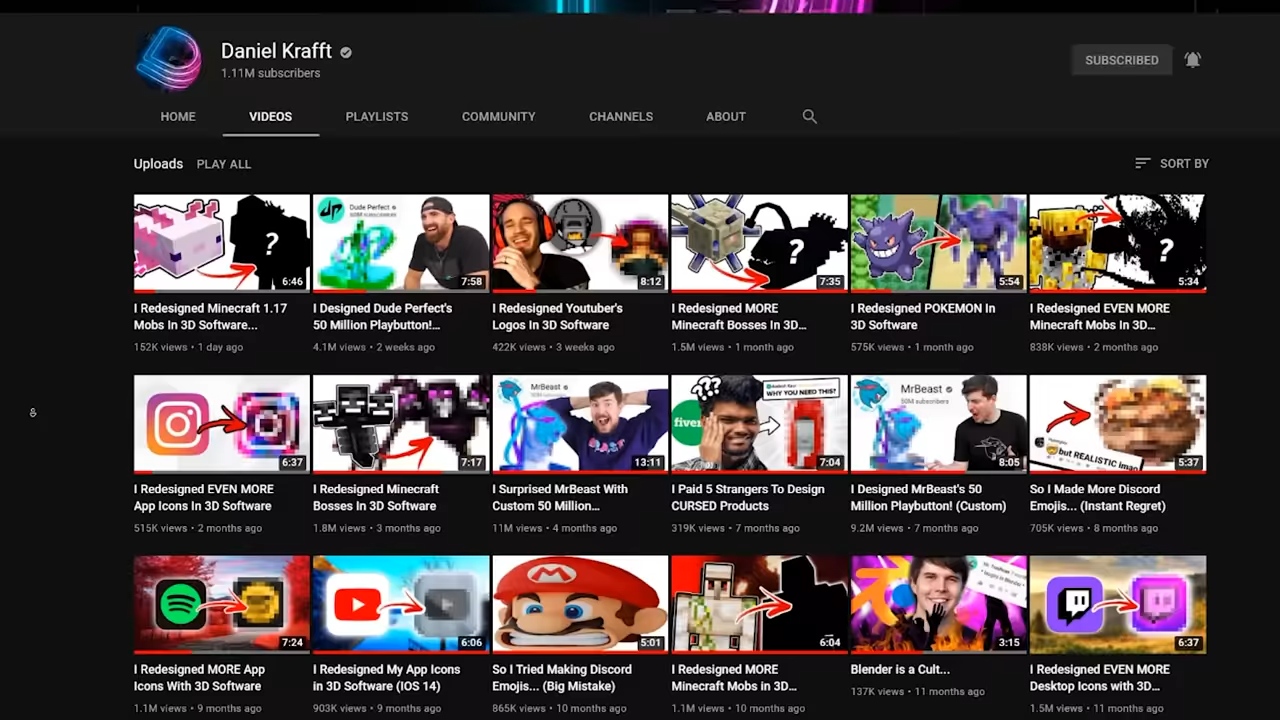 Daniel Krafft
1.11M subscribers
SUBSCRIBED
HOME VIDEOS PLAYLISTS COMMUNITY CHANNELS ABOUT
Uploads PLAY ALL
SORT BY
?
6:46
Dude Perfect
7:58
8:12
?
7:35
5:54
?
5:34
I Redesigned Minecraft 1.17
Mobs In 3D Software...
152K views • 1 day ago
I Designed Dude Perfect's
50 Million Playbutton!...
4.1M views • 2 weeks ago
I Redesigned Youtuber's
Logos In 3D Software
422K views • 3 weeks ago
I Redesigned MORE
Minecraft Bosses In 3D...
1.5M views • 1 month ago
I Redesigned POKEMON In
3D Software
575K views • 1 month ago
I Redesigned EVEN MORE
Minecraft Mobs In 3D...
838K views • 2 months ago
6:37
7:17
MrBeast
13:11
???
WHY YOU NEED THIS?
7:04
MrBeast
50M subscribers
8:05
but REALISTIC
5:37
I Redesigned EVEN MORE
App Icons In 3D Software
515K views • 2 months ago
I Redesigned Minecraft
Bosses In 3D Software
1.8M views • 3 months ago
I Surprised MrBeast With
Custom 50 Million...
11M views • 4 months ago
I Paid 5 Strangers To Design
CURSED Products
319K views • 7 months ago
I Designed MrBeast's 50
Million Playbutton! (Custom)
9.2M views • 7 months ago
So I Made More Discord
Emojis... (Instant Regret)
705K views • 8 months ago
7:24
6:06
M
5:01
6:04
3:15
6:37
I Redesigned MORE App
Icons With 3D Software
1.1M views • 9 months ago
I Redesigned My App Icons
in 3D Software (IOS 14)
903K views • 9 months ago
So I Tried Making Discord
Emojis... (Big Mistake)
865K views • 10 months ago
I Redesigned MORE
Minecraft Mobs in 3D...
1.1M views • 10 months ago
Blender is a Cult...
137K views • 11 months ago
I Redesigned EVEN MORE
Desktop Icons with 3D...
1.5M views • 11 months ago